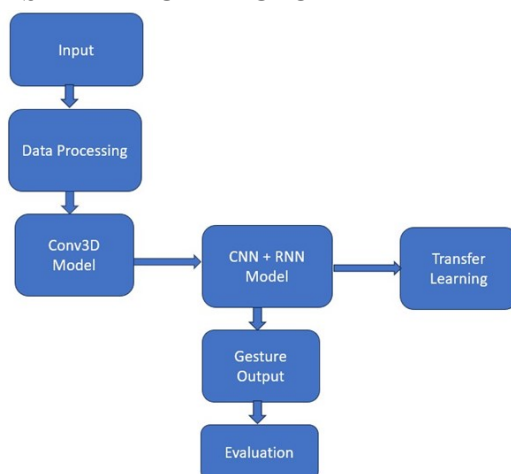 Input
Data Processing
Conv3D
Model
CNN + RNN
Model
Transfer
Learning
Gesture
Output
Evaluation